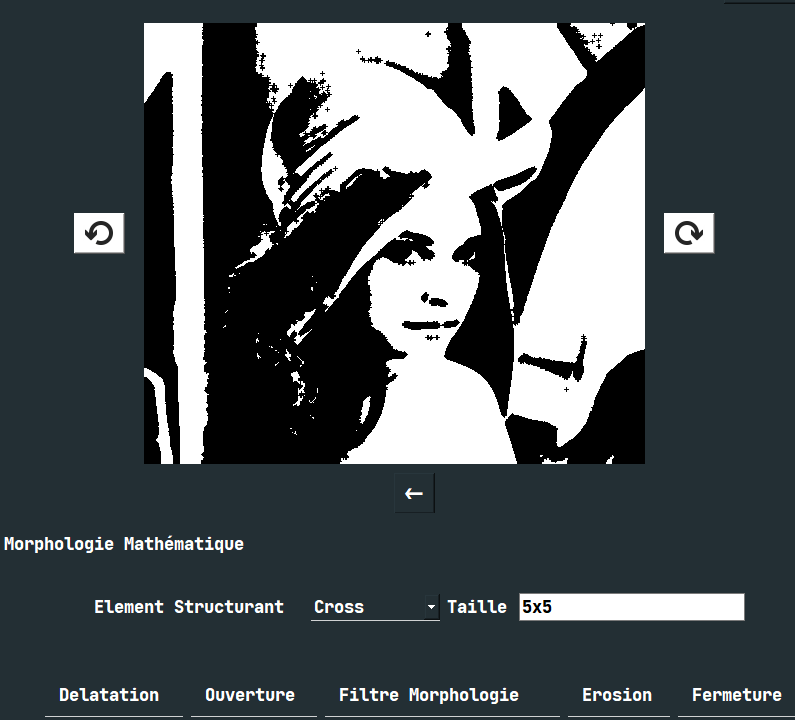 Morphologie Mathématique
Element Structurant Cross Taille 5x5
Delatation Ouverture Filtre Morphologie Erosion Fermeture